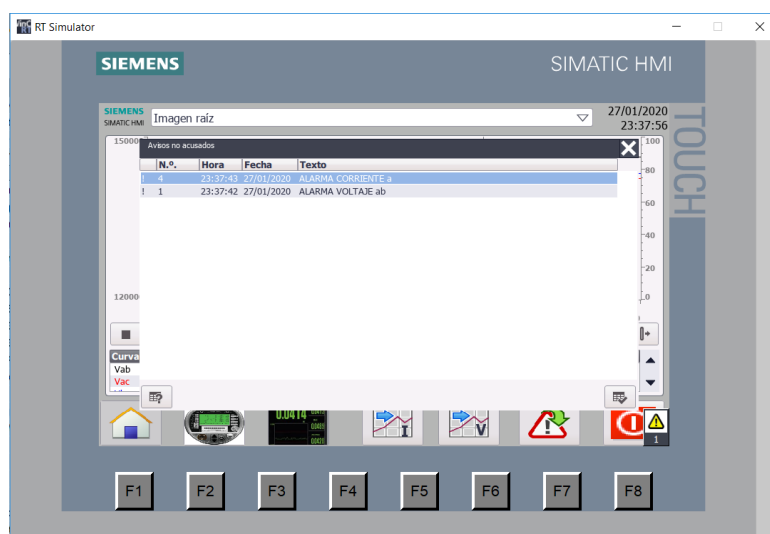 RT Simulator
SIEMENS
SIMATIC HMI
TOUCH
SIEMENS
SIMATIC HMI
Imagen raíz
27/01/2020
23:37:56
15000
100
80
60
40
20
0
12000
Avisos no acusados
N.º. Hora Fecha Texto
! 4 23:37:43 27/01/2020 ALARMA CORRIENTE a
! 1 23:37:42 27/01/2020 ALARMA VOLTAJE ab
Curva
Vab
Vac
0.0414
I
V
1
F1 F2 F3 F4 F5 F6 F7 F8